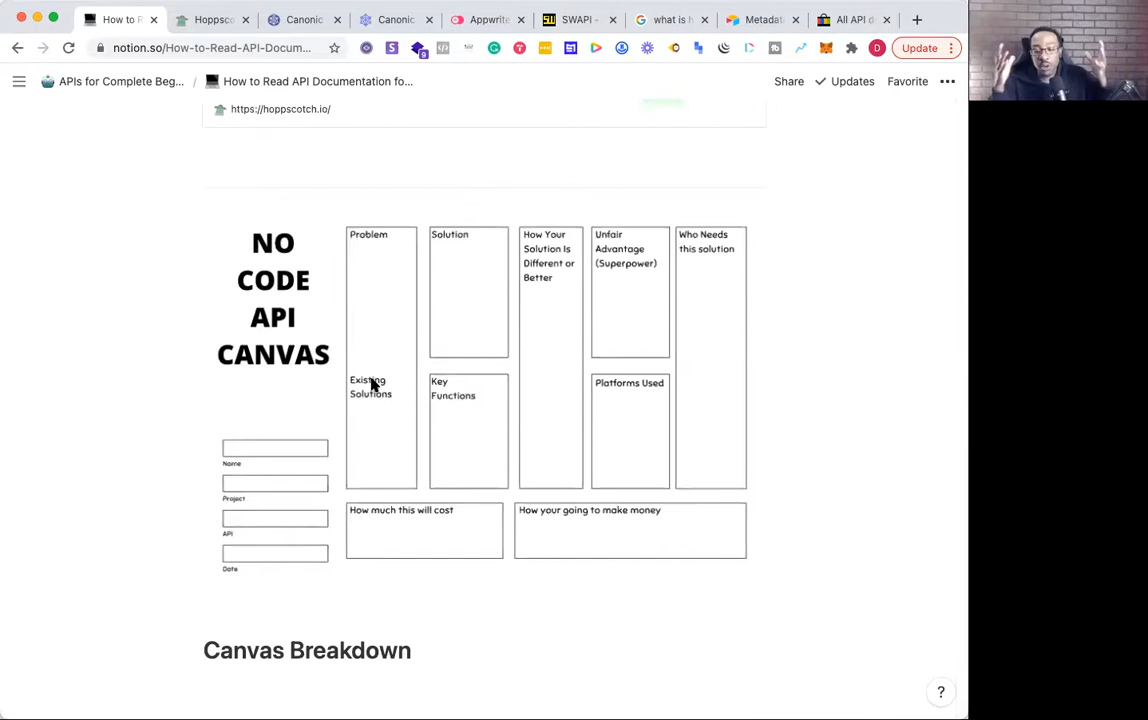 How to R
Hoppsc
Canonic
Canonic
Appwrite
SWAPI -
what is h
Metadat
All API d
notion.so/How-to-Read-API-Docum...
9
D
Update
APIs for Complete Beg...
/
How to Read API Documentation fo...
Share
Updates
Favorite
https://hoppscotch.io/
NO
CODE
API
CANVAS
Name
Project
API
Date
Problem
Existing
Solutions
Solution
Key
Functions
How Your
Solution Is
Different or
Better
Unfair
Advantage
(Superpower)
Platforms Used
Who Needs
this solution
How much this will cost
How your going to make money
Canvas Breakdown
?